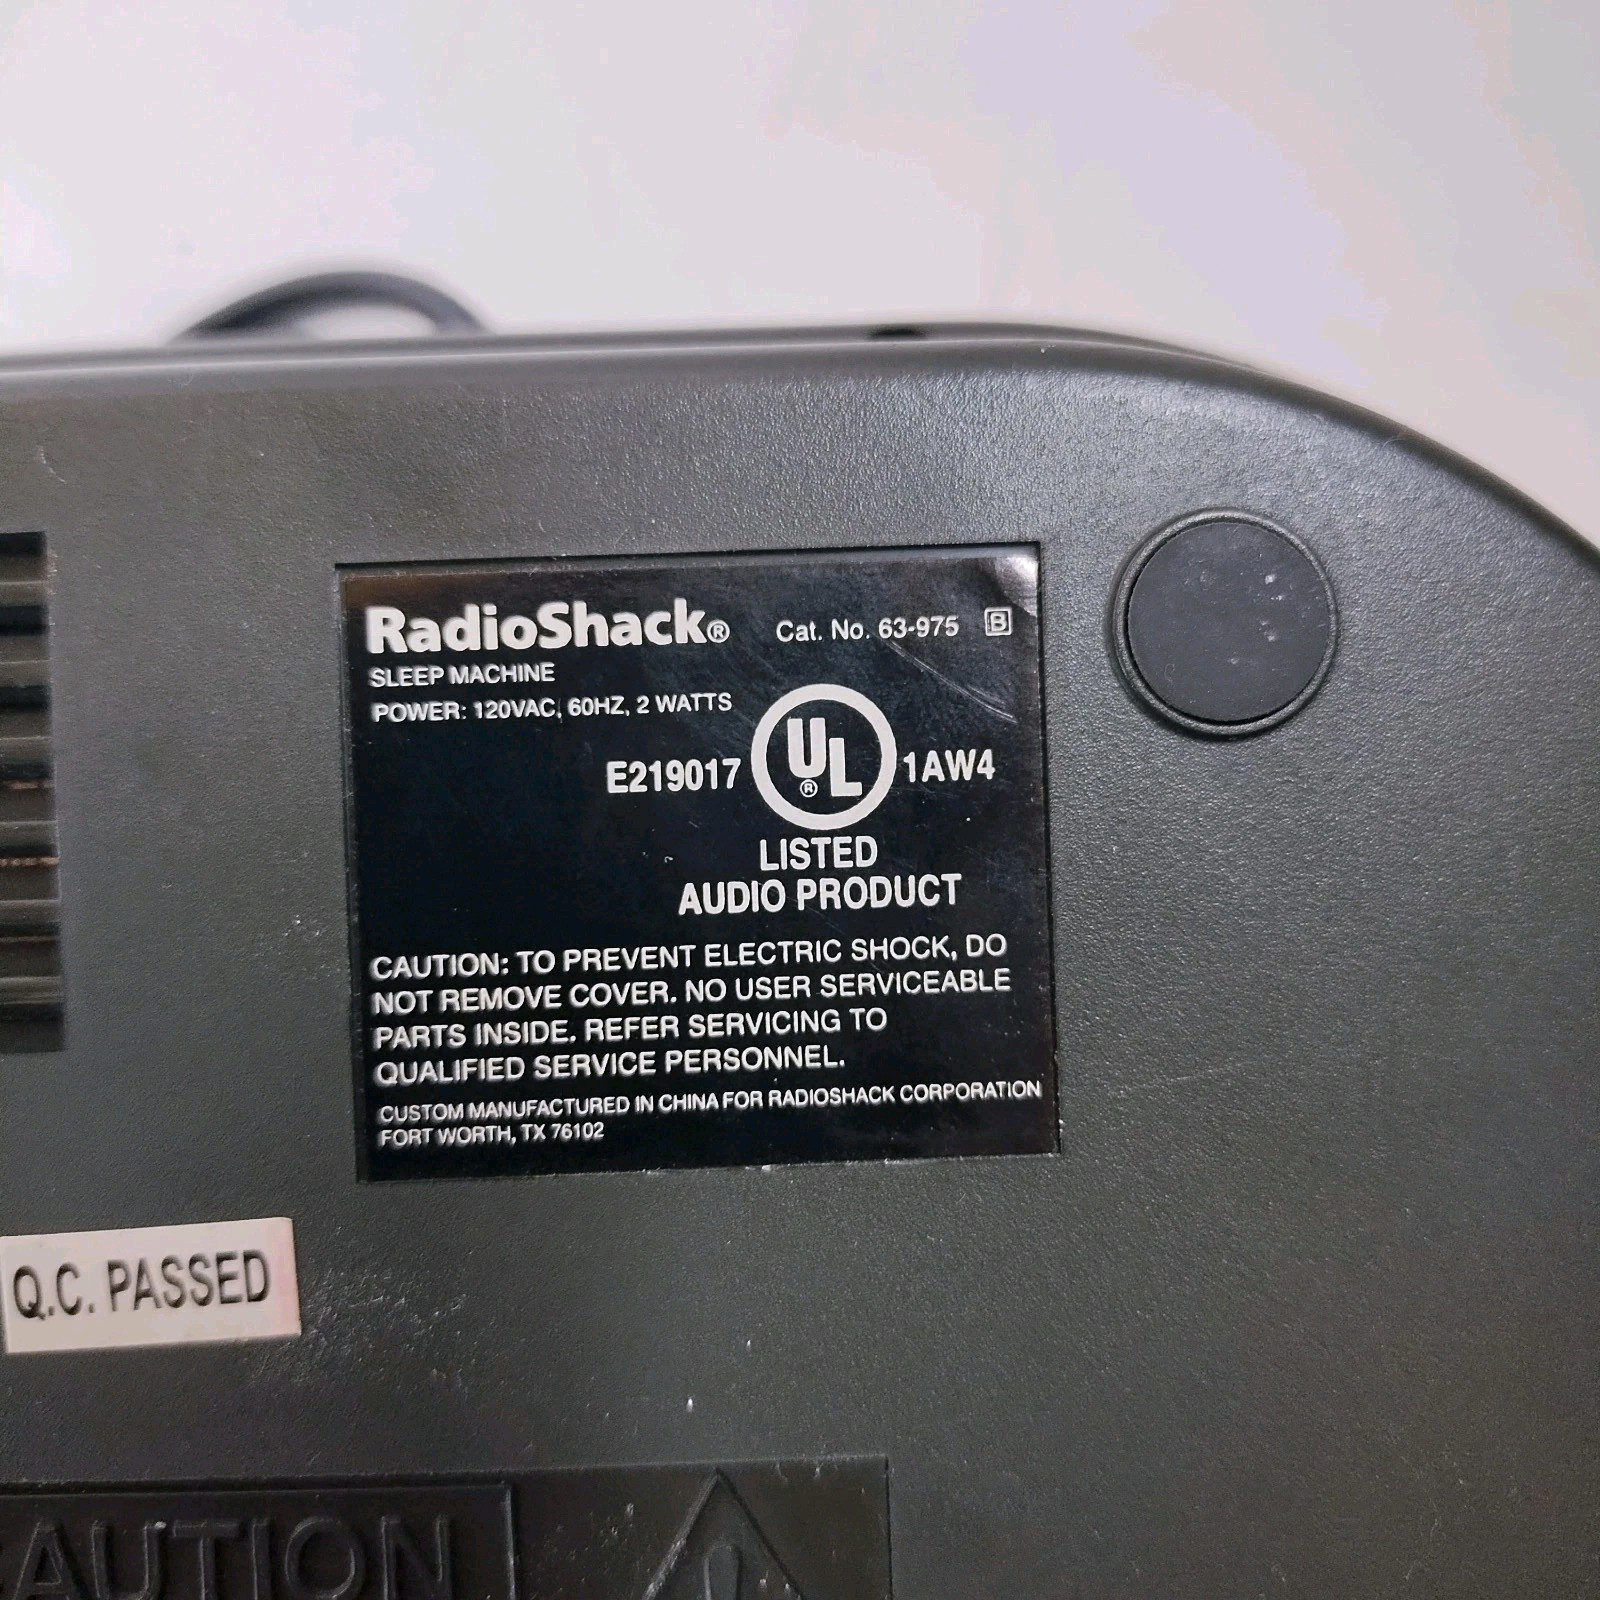 RadioShack® Cat. No. 63-975 B
SLEEP MACHINE
POWER: 120VAC, 60HZ, 2 WATTS
E219017 UL® 1AW4
LISTED
AUDIO PRODUCT
CAUTION: TO PREVENT ELECTRIC SHOCK, DO
NOT REMOVE COVER. NO USER SERVICEABLE
PARTS INSIDE. REFER SERVICING TO
QUALIFIED SERVICE PERSONNEL.
CUSTOM MANUFACTURED IN CHINA FOR RADIOSHACK CORPORATION
FORT WORTH, TX 76102
Q.C. PASSED
CAUTION